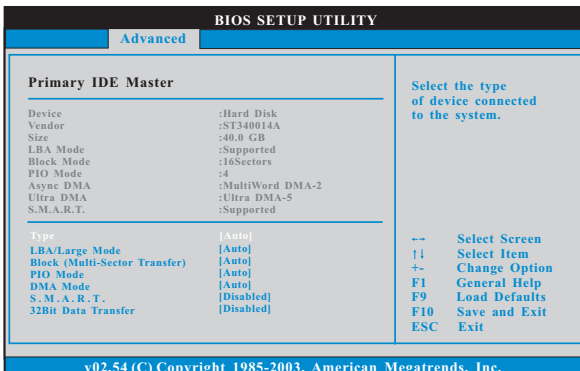 BIOS SETUP UTILITY
Advanced
Primary IDE Master
Device :Hard Disk
Vendor :ST340014A
Size :40.0 GB
LBA Mode :Supported
Block Mode :16Sectors
PIO Mode :4
Async DMA :MultiWord DMA-2
Ultra DMA :Ultra DMA-5
S.M.A.R.T. :Supported
Type [Auto]
LBA/Large Mode [Auto]
Block (Multi-Sector Transfer) [Auto]
PIO Mode [Auto]
DMA Mode [Auto]
S.M.A.R.T. [Disabled]
32Bit Data Transfer [Disabled]
Select the type
of device connected
to the system.
←→ Select Screen
↑↓ Select Item
+- Change Option
F1 General Help
F9 Load Defaults
F10 Save and Exit
ESC Exit
v02.54 (C) Copyright 1985-2003, American Megatrends, Inc.